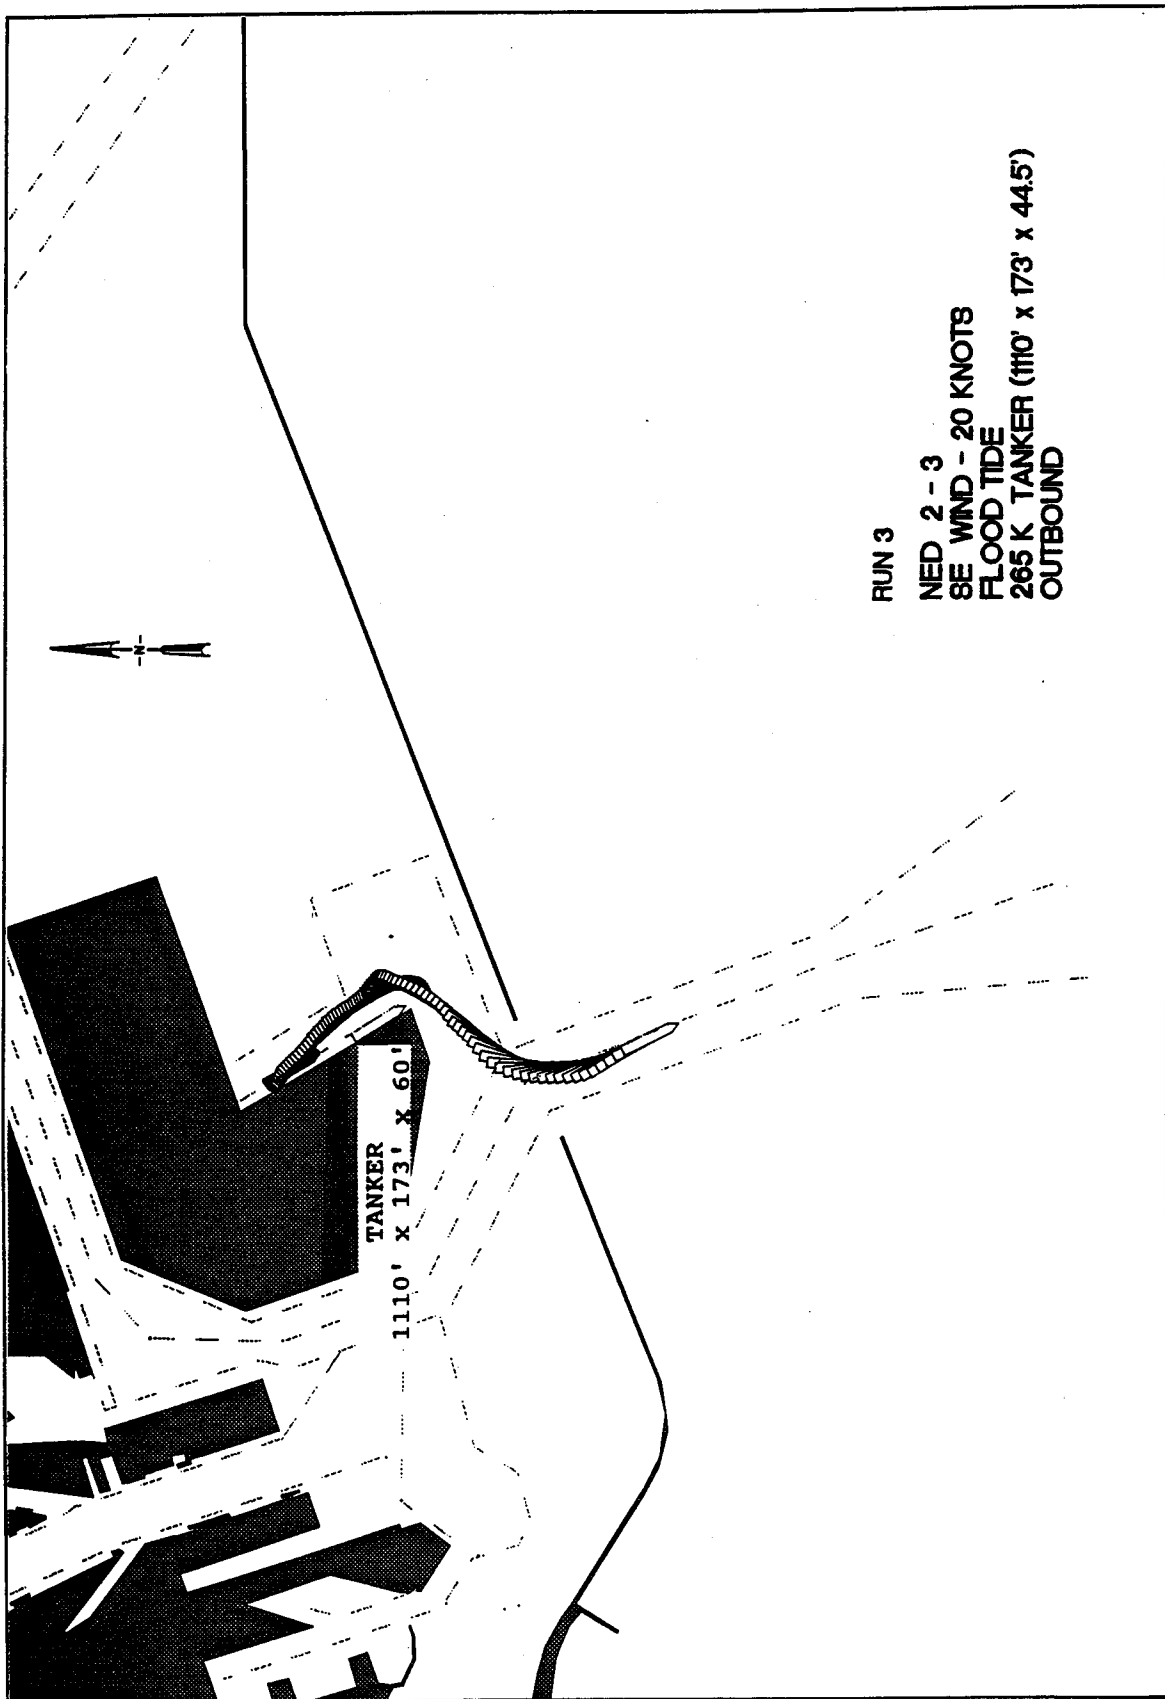 -N-
TANKER
1110' x 173' x 60'
RUN 3
NED 2 - 3
SE WIND - 20 KNOTS
FLOOD TIDE
265 K TANKER (1110' x 173' x 44.5')
OUTBOUND